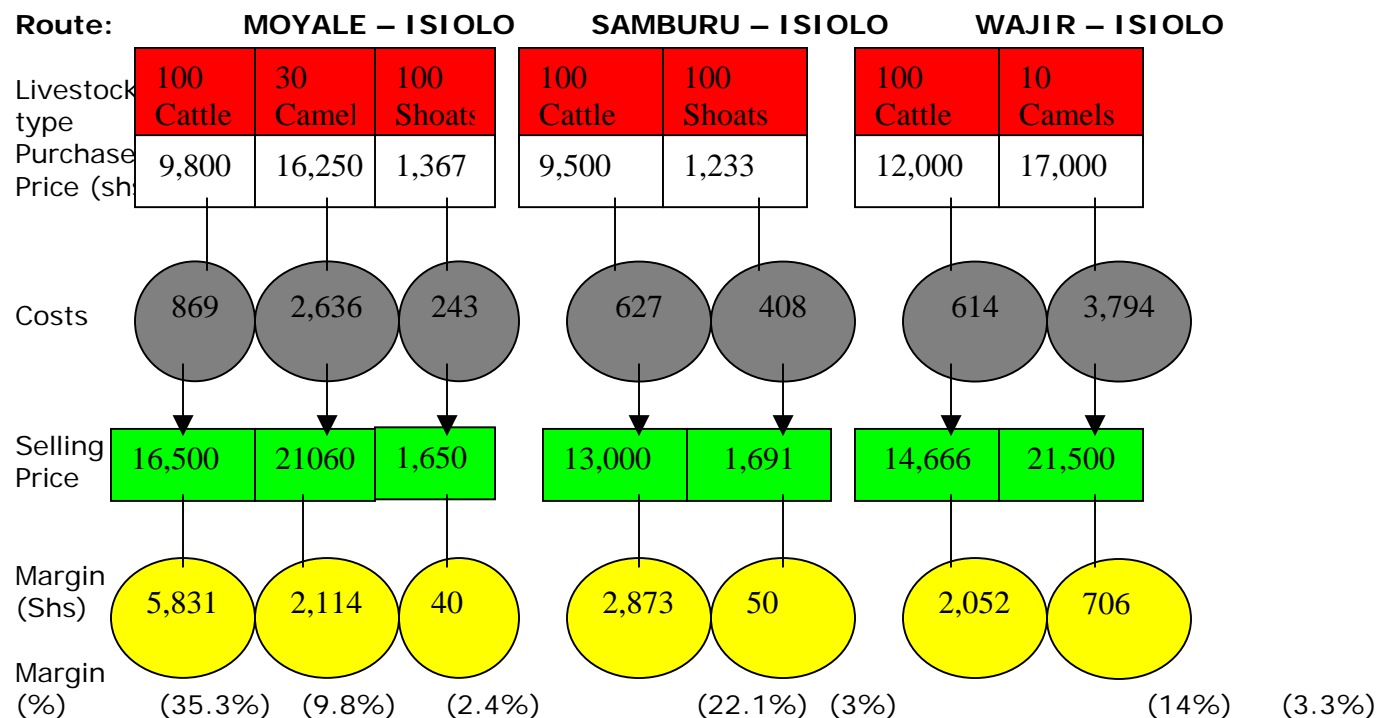 Route: MOYALE – ISIOLO SAMBURU – ISIOLO WAJIR – ISIOLO
Livestock type
100 Cattle 30 Camel 100 Shoats 100 Cattle 100 Shoats 100 Cattle 10 Camels
Purchase Price (shs
9,800 16,250 1,367 9,500 1,233 12,000 17,000
Costs 869 2,636 243 627 408 614 3,794
Selling Price
16,500 21060 1,650 13,000 1,691 14,666 21,500
Margin (Shs)
5,831 2,114 40 2,873 50 2,052 706
Margin
(%) (35.3%) (9.8%) (2.4%) (22.1%) (3%) (14%) (3.3%)